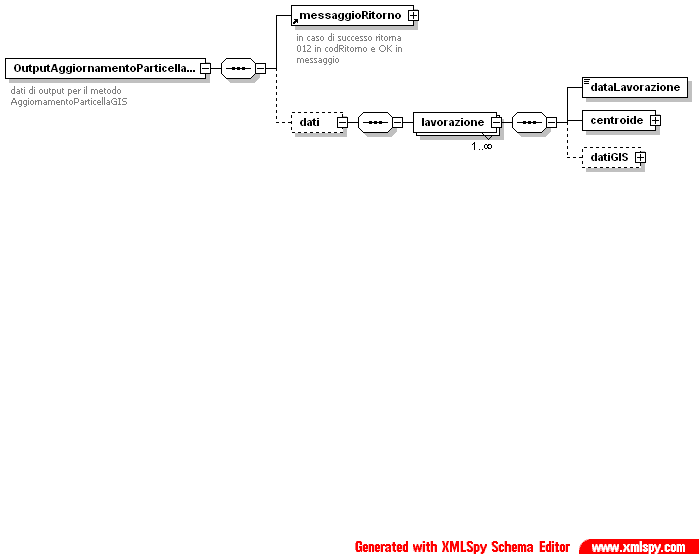 messaggioRitorno
in caso di successo ritorna
012 in codRitorno e OK in
messaggio
OutputAggiornamentoParticella...
dati di output per il metodo
AggiornamentoParticellaGIS
dati
lavorazione
1..∞
dataLavorazione
centroide
datiGIS
Generated with XMLSpy Schema Editor
www.xmlspy.com